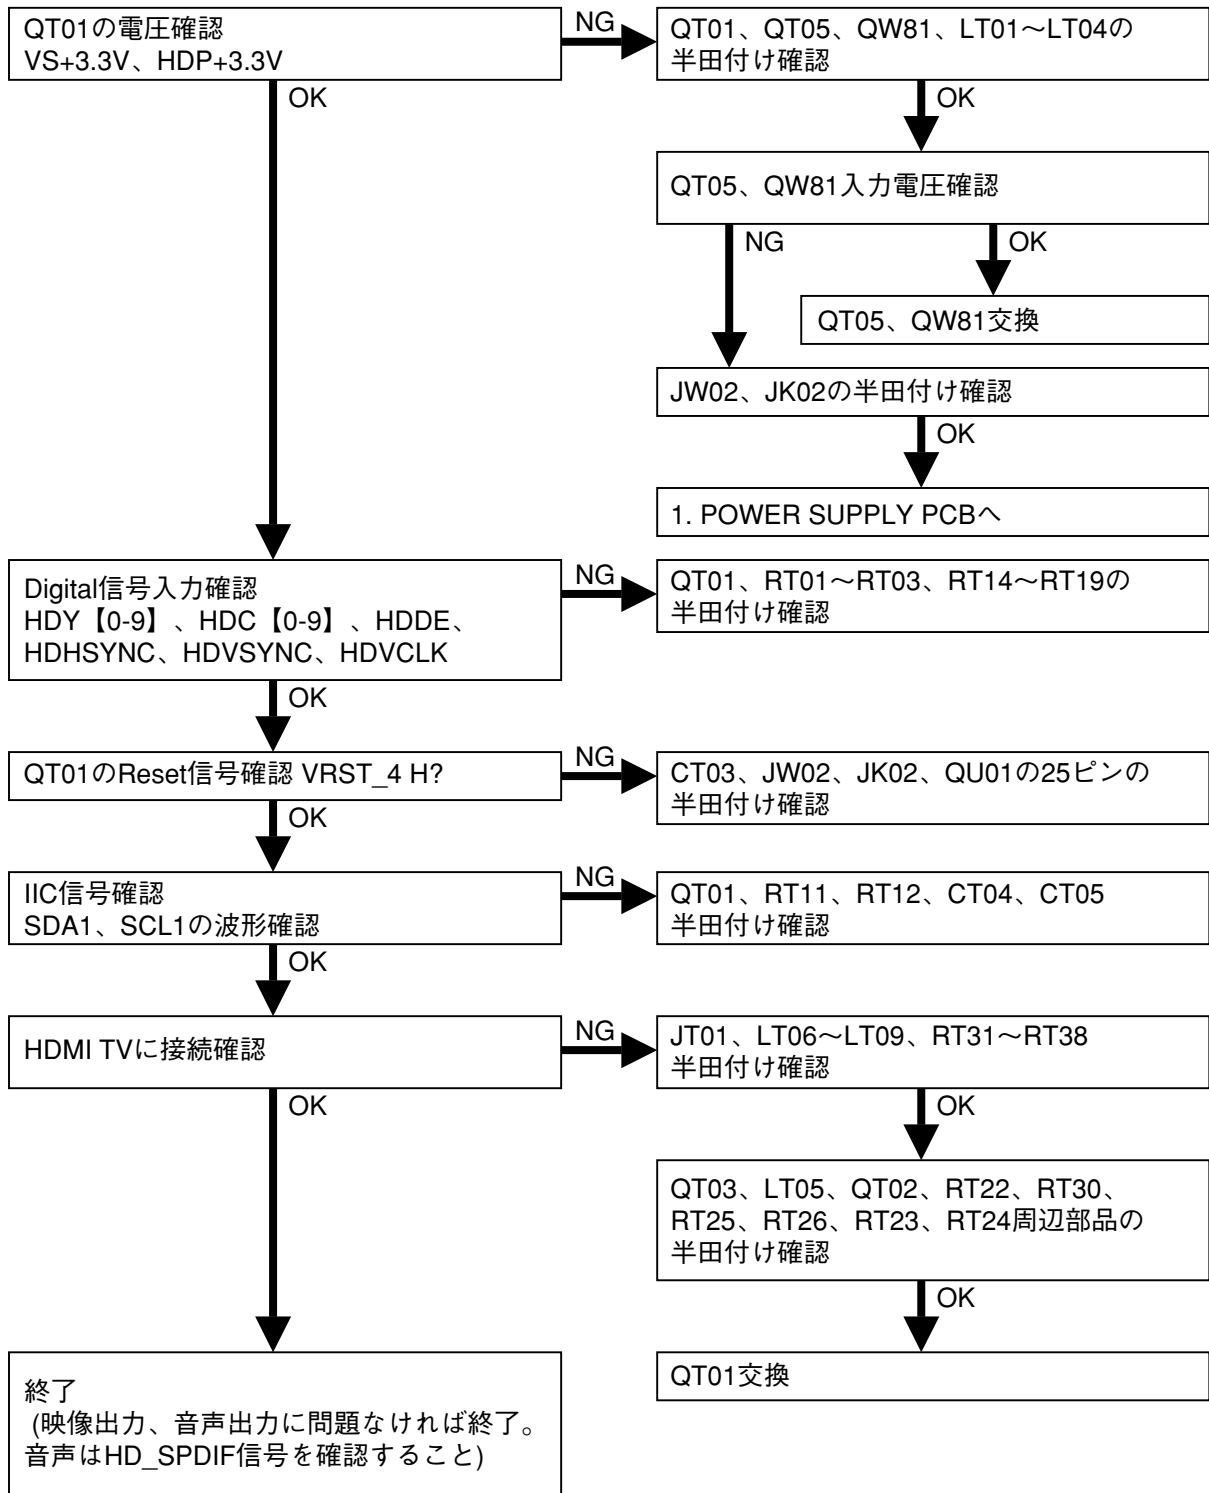 QT01の電圧確認
VS+3.3V、HDP+3.3V
NG
QT01、QT05、QW81、LT01〜LT04の
半田付け確認
OK
OK
QT05、QW81入力電圧確認
NG
OK
QT05、QW81交換
JW02、JK02の半田付け確認
OK
1. POWER SUPPLY PCBへ
Digital信号入力確認
HDY【0-9】、HDC【0-9】、HDDE、
HDHSYNC、HDVSYNC、HDVCLK
NG
QT01、RT01〜RT03、RT14〜RT19の
半田付け確認
OK
QT01のReset信号確認 VRST_4 H?
NG
CT03、JW02、JK02、QU01の25ピンの
半田付け確認
OK
IIC信号確認
SDA1、SCL1の波形確認
NG
QT01、RT11、RT12、CT04、CT05
半田付け確認
OK
HDMI TVに接続確認
NG
JT01、LT06〜LT09、RT31〜RT38
半田付け確認
OK
OK
QT03、LT05、QT02、RT22、RT30、
RT25、RT26、RT23、RT24周辺部品の
半田付け確認
OK
QT01交換
終了
(映像出力、音声出力に問題なければ終了。
音声はHD_SPDIF信号を確認すること)